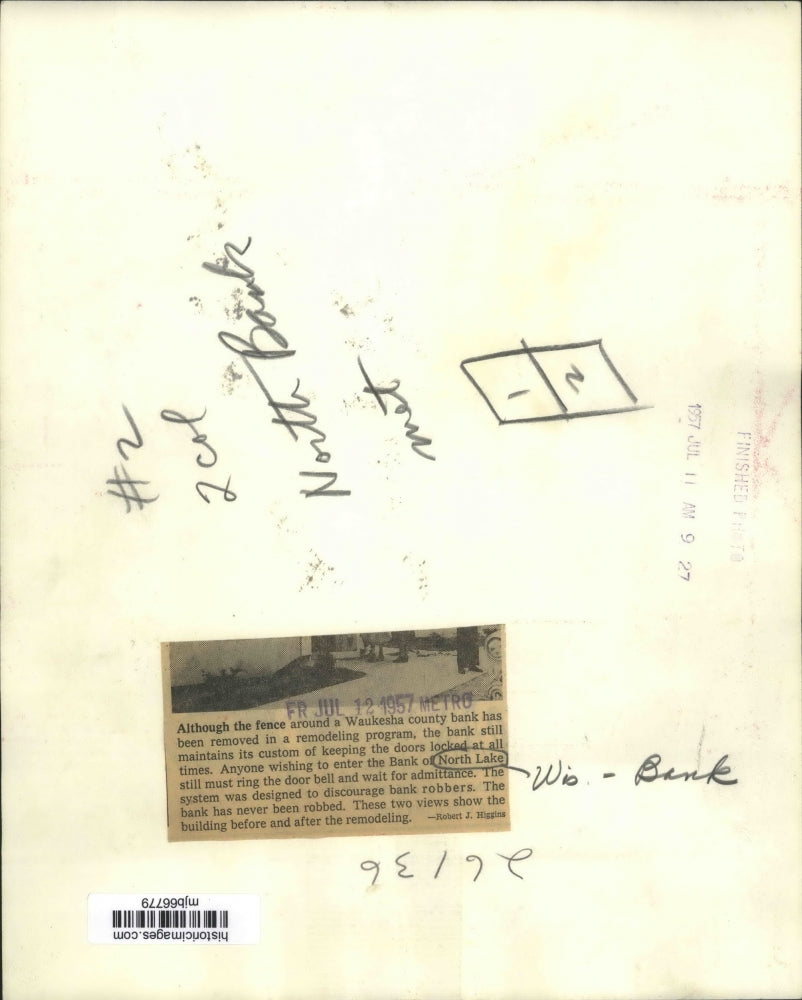 #2
2 col
North Bank
met
1
2
FINISHED PHOTO
1957 JUL 11 AM 9 27
FR JUL 12 1957 METRO
Although the fence around a Waukesha county bank has
been removed in a remodeling program, the bank still
maintains its custom of keeping the doors locked at all
times. Anyone wishing to enter the Bank of North Lake
still must ring the door bell and wait for admittance. The
system was designed to discourage bank robbers. The
bank has never been robbed. These two views show the
building before and after the remodeling. —Robert J. Higgins
Wis. - Bank
26136
historicimages.com
mjb66779